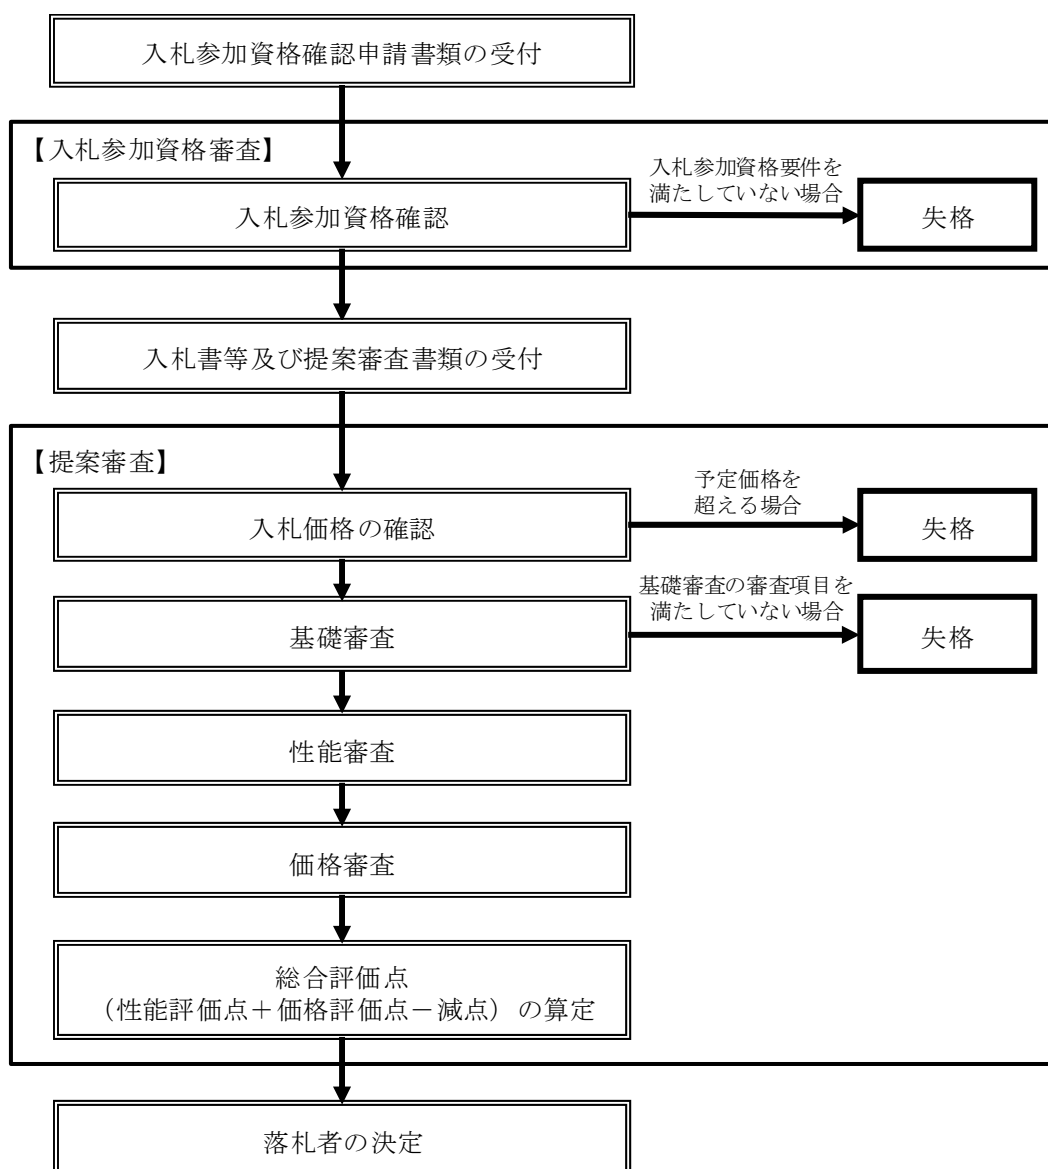 入札参加資格確認申請書類の受付
【入札参加資格審査】
入札参加資格要件を
満たしていない場合
入札参加資格確認
失格
入札書等及び提案審査書類の受付
【提案審査】
予定価格を
超える場合
入札価格の確認
失格
基礎審査の審査項目を
満たしていない場合
基礎審査
失格
性能審査
価格審査
総合評価点
（性能評価点＋価格評価点－減点）の算定
落札者の決定